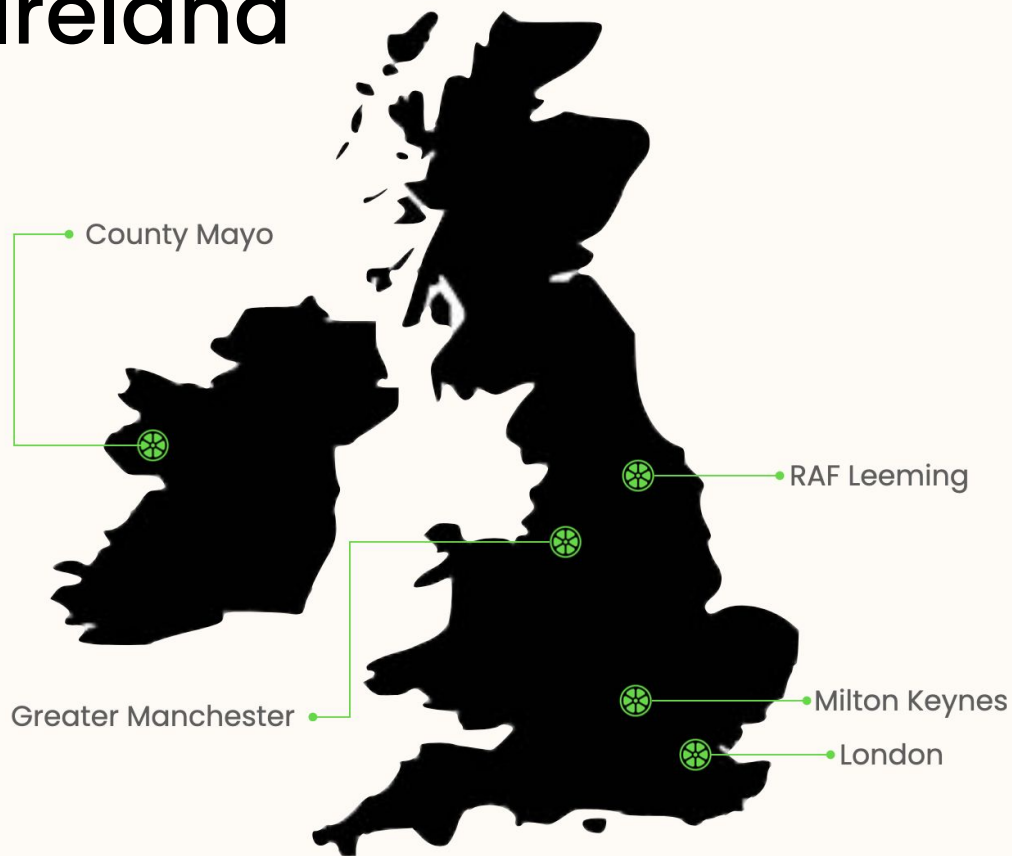 Ireland
County Mayo
RAF Leeming
Greater Manchester
Milton Keynes
London